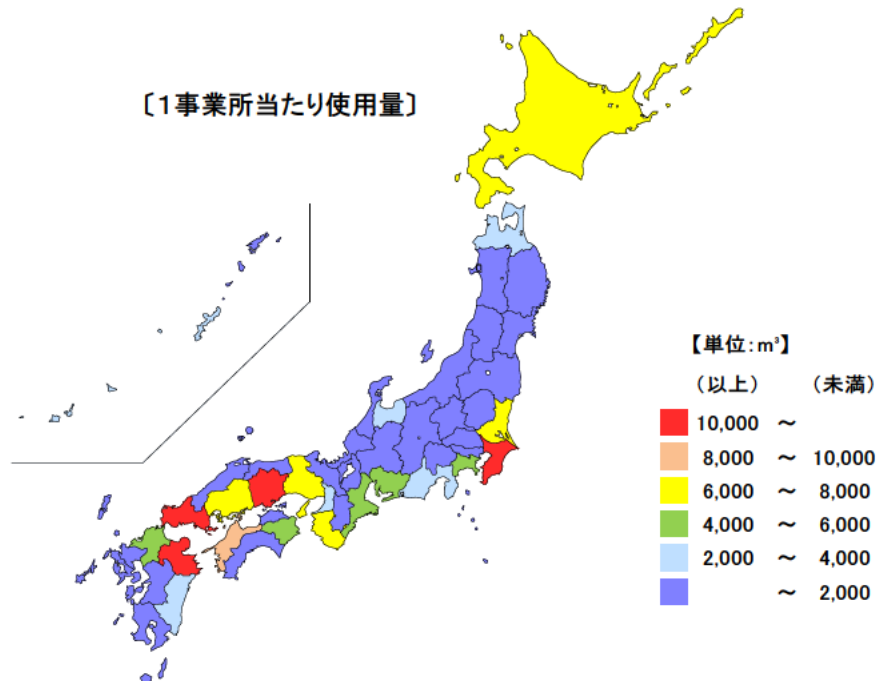 〔１事業所当たり使用量〕
【単位：m³】
（以上） （未満）
10,000 ～
8,000 ～ 10,000
6,000 ～ 8,000
4,000 ～ 6,000
2,000 ～ 4,000
～ 2,000